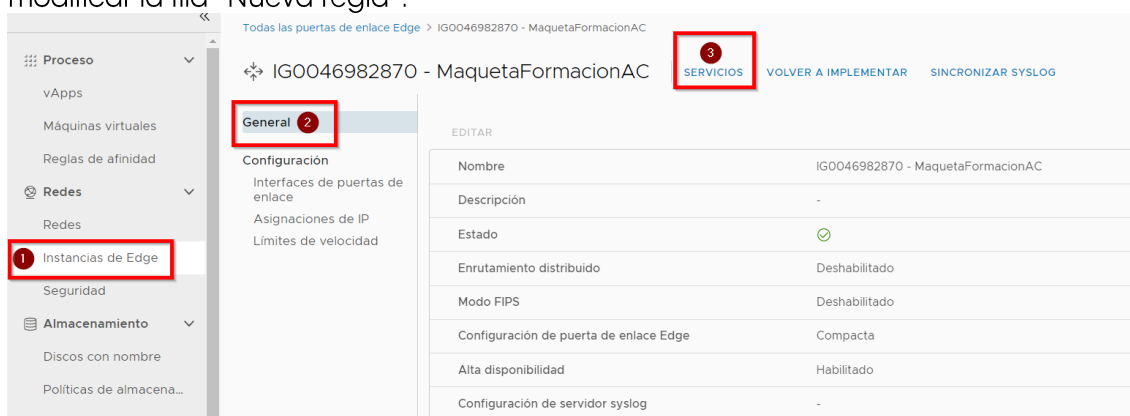 modificar la fila "Nueva regla".
«
Todas las puertas de enlace Edge > IG0046982870 - MaquetaFormacionAC
Proceso
vApps
Máquinas virtuales
Reglas de afinidad
Redes
Redes
1 Instancias de Edge
Seguridad
Almacenamiento
Discos con nombre
Políticas de almacena...
IG0046982870 - MaquetaFormacionAC
3
SERVICIOS VOLVER A IMPLEMENTAR SINCRONIZAR SYSLOG
General 2
Configuración
Interfaces de puertas de
enlace
Asignaciones de IP
Límites de velocidad
EDITAR
Nombre IG0046982870 - MaquetaFormacionAC
Descripción -
Estado
Enrutamiento distribuido Deshabilitado
Modo FIPS Deshabilitado
Configuración de puerta de enlace Edge Compacta
Alta disponibilidad Habilitado
Configuración de servidor syslog -